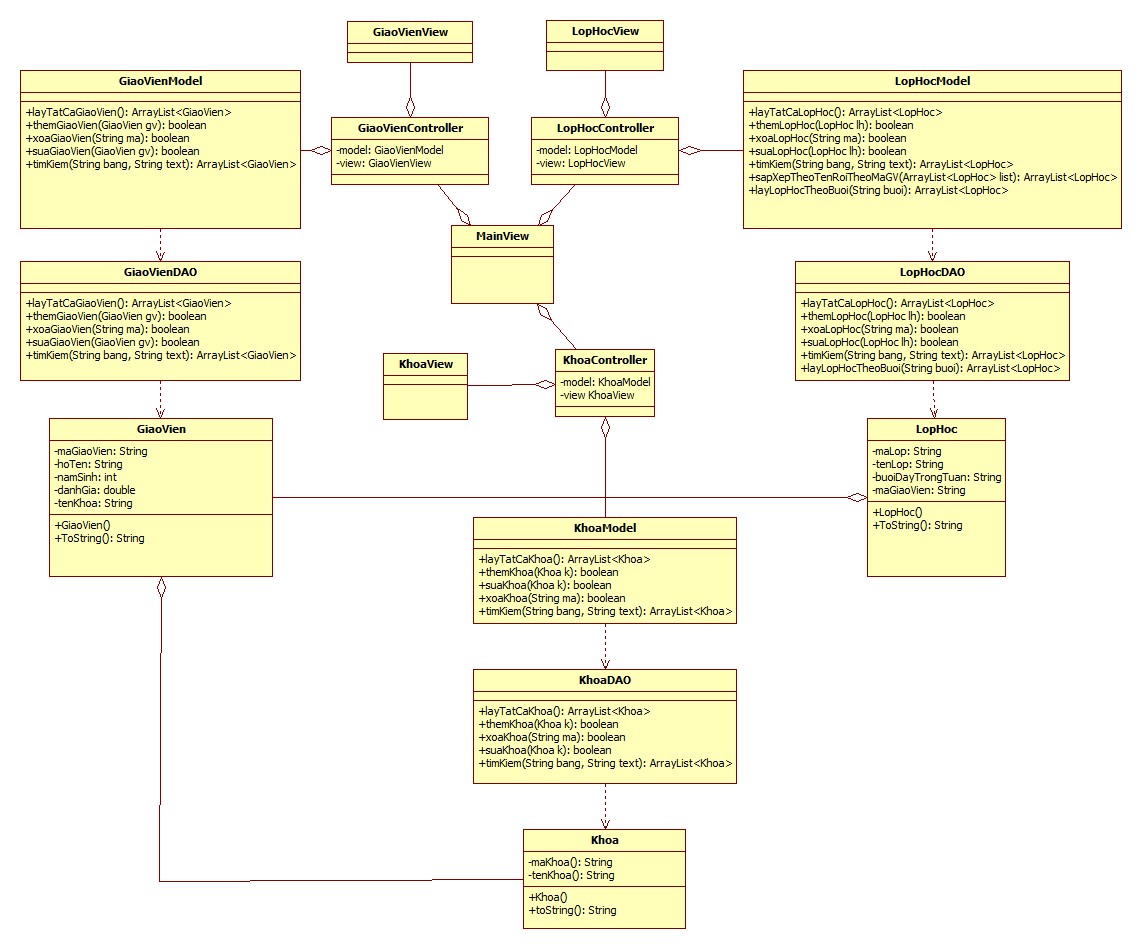 GiaoVienView
LopHocView
GiaoVienModel
+layTatCaGiaoVien(): ArrayList<GiaoVien>
+themGiaoVien(GiaoVien gv): boolean
+xoaGiaoVien(String ma): boolean
+suaGiaoVien(GiaoVien gv): boolean
+timKiem(String bang, String text): ArrayList<GiaoVien>
GiaoVienController
-model: GiaoVienModel
-view: GiaoVienView
LopHocController
-model: LopHocModel
-view: LopHocView
LopHocModel
+layTatCaLopHoc(): ArrayList<LopHoc>
+themLopHoc(LopHoc lh): boolean
+xoaLopHoc(String ma): boolean
+suaLopHoc(LopHoc lh): boolean
+timKiem(String bang, String text): ArrayList<LopHoc>
+sapXepTheoTenRoiTheoMaGV(ArrayList<LopHoc> list): ArrayList<LopHoc>
+layLopHocTheoBuoi(String buoi): ArrayList<LopHoc>
MainView
GiaoVienDAO
+layTatCaGiaoVien(): ArrayList<GiaoVien>
+themGiaoVien(GiaoVien gv): boolean
+xoaGiaoVien(String ma): boolean
+suaGiaoVien(GiaoVien gv): boolean
+timKiem(String bang, String text): ArrayList<GiaoVien>
LopHocDAO
+layTatCaLopHoc(): ArrayList<LopHoc>
+themLopHoc(LopHoc lh): boolean
+xoaLopHoc(String ma): boolean
+suaLopHoc(LopHoc lh): boolean
+timKiem(String bang, String text): ArrayList<LopHoc>
+layLopHocTheoBuoi(String buoi): ArrayList<LopHoc>
KhoaView
KhoaController
-model: KhoaModel
-view KhoaView
GiaoVien
-maGiaoVien: String
-hoTen: String
-namSinh: int
-danhGia: double
-tenKhoa: String
+GiaoVien()
+ToString(): String
LopHoc
-maLop: String
-tenLop: String
-buoiDayTrongTuan: String
-maGiaoVien: String
+LopHoc()
+ToString(): String
KhoaModel
+layTatCaKhoa(): ArrayList<Khoa>
+themKhoa(Khoa k): boolean
+suaKhoa(Khoa k): boolean
+xoaKhoa(String ma): boolean
+timKiem(String bang, String text): ArrayList<Khoa>
KhoaDAO
+layTatCaKhoa(): ArrayList<Khoa>
+themKhoa(Khoa k): boolean
+xoaKhoa(String ma): boolean
+suaKhoa(Khoa k): boolean
+timKiem(String bang, String text): ArrayList<Khoa>
Khoa
-maKhoa(): String
-tenKhoa(): String
+Khoa()
+toString(): String